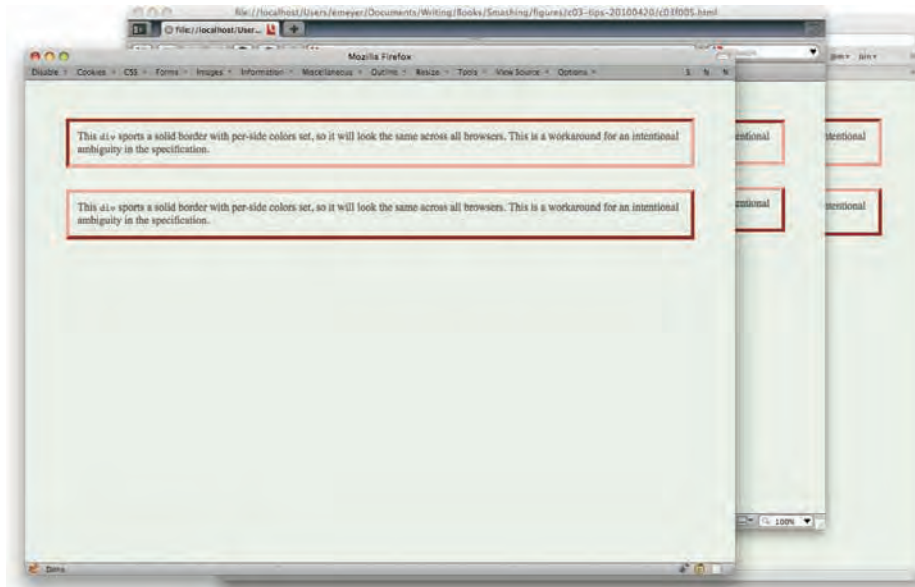 file://localhost/Users/emeyer/Documents/Writing/Books/Smashing/figures/c03-tips-20100420/c03f005.html
file://localhost/User...
Mozilla Firefox
Disable Cookies CSS Forms Images Information Miscellaneous Outline Resize Tools View Source Options
This div sports a solid border with per-side colors set, so it will look the same across all browsers. This is a workaround for an intentional
ambiguity in the specification.
entional
intentional
This div sports a solid border with per-side colors set, so it will look the same across all browsers. This is a workaround for an intentional
ambiguity in the specification.
entional
intentional
100%
Done